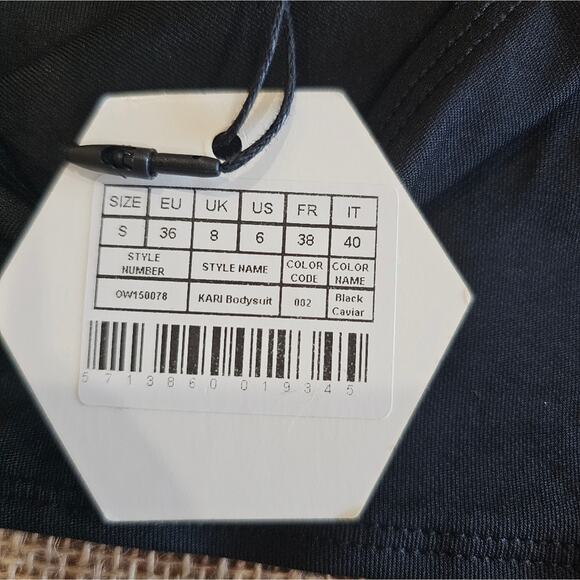 SIZE EU UK US FR IT
S 36 8 6 38 40
STYLE NUMBER STYLE NAME COLOR CODE COLOR NAME
OW150078 KARI Bodysuit 002 Black Caviar
5713860019345